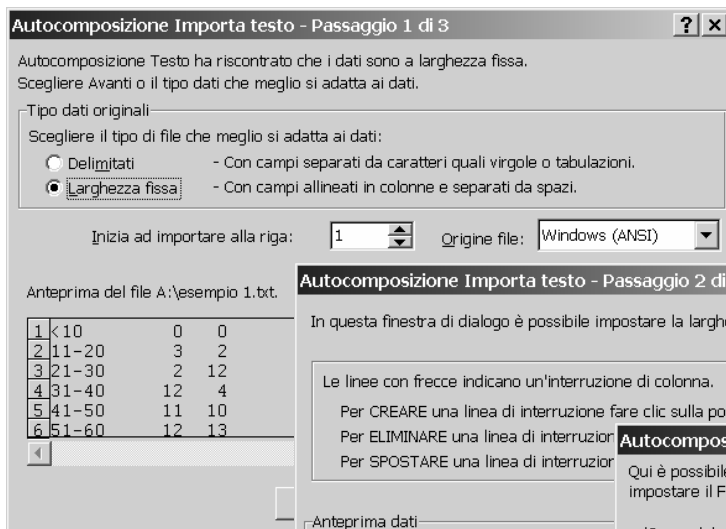 Autocomposizione Importa testo - Passaggio 1 di 3
Autocomposizione Testo ha riscontrato che i dati sono a larghezza fissa.
Scegliere Avanti o il tipo dati che meglio si adatta ai dati.
Tipo dati originali
Scegliere il tipo di file che meglio si adatta ai dati:
Delimitati - Con campi separati da caratteri quali virgole o tabulazioni.
Larghezza fissa - Con campi allineati in colonne e separati da spazi.
Inizia ad importare alla riga: 1 Origine file: Windows (ANSI)
Anteprima del file A:\esempio 1.txt.
1 <10 0 0
2 11-20 3 2
3 21-30 2 12
4 31-40 12 4
5 41-50 11 10
6 51-60 12 13
Autocomposizione Importa testo - Passaggio 2 di
In questa finestra di dialogo è possibile impostare la
Le linee con frecce indicano un'interruzione di colonna.
Per CREARE una linea di interruzione fare clic sulla
Per ELIMINARE una linea di
Per SPOSTARE una linea di
Anteprima dati
Qui è
impostare il